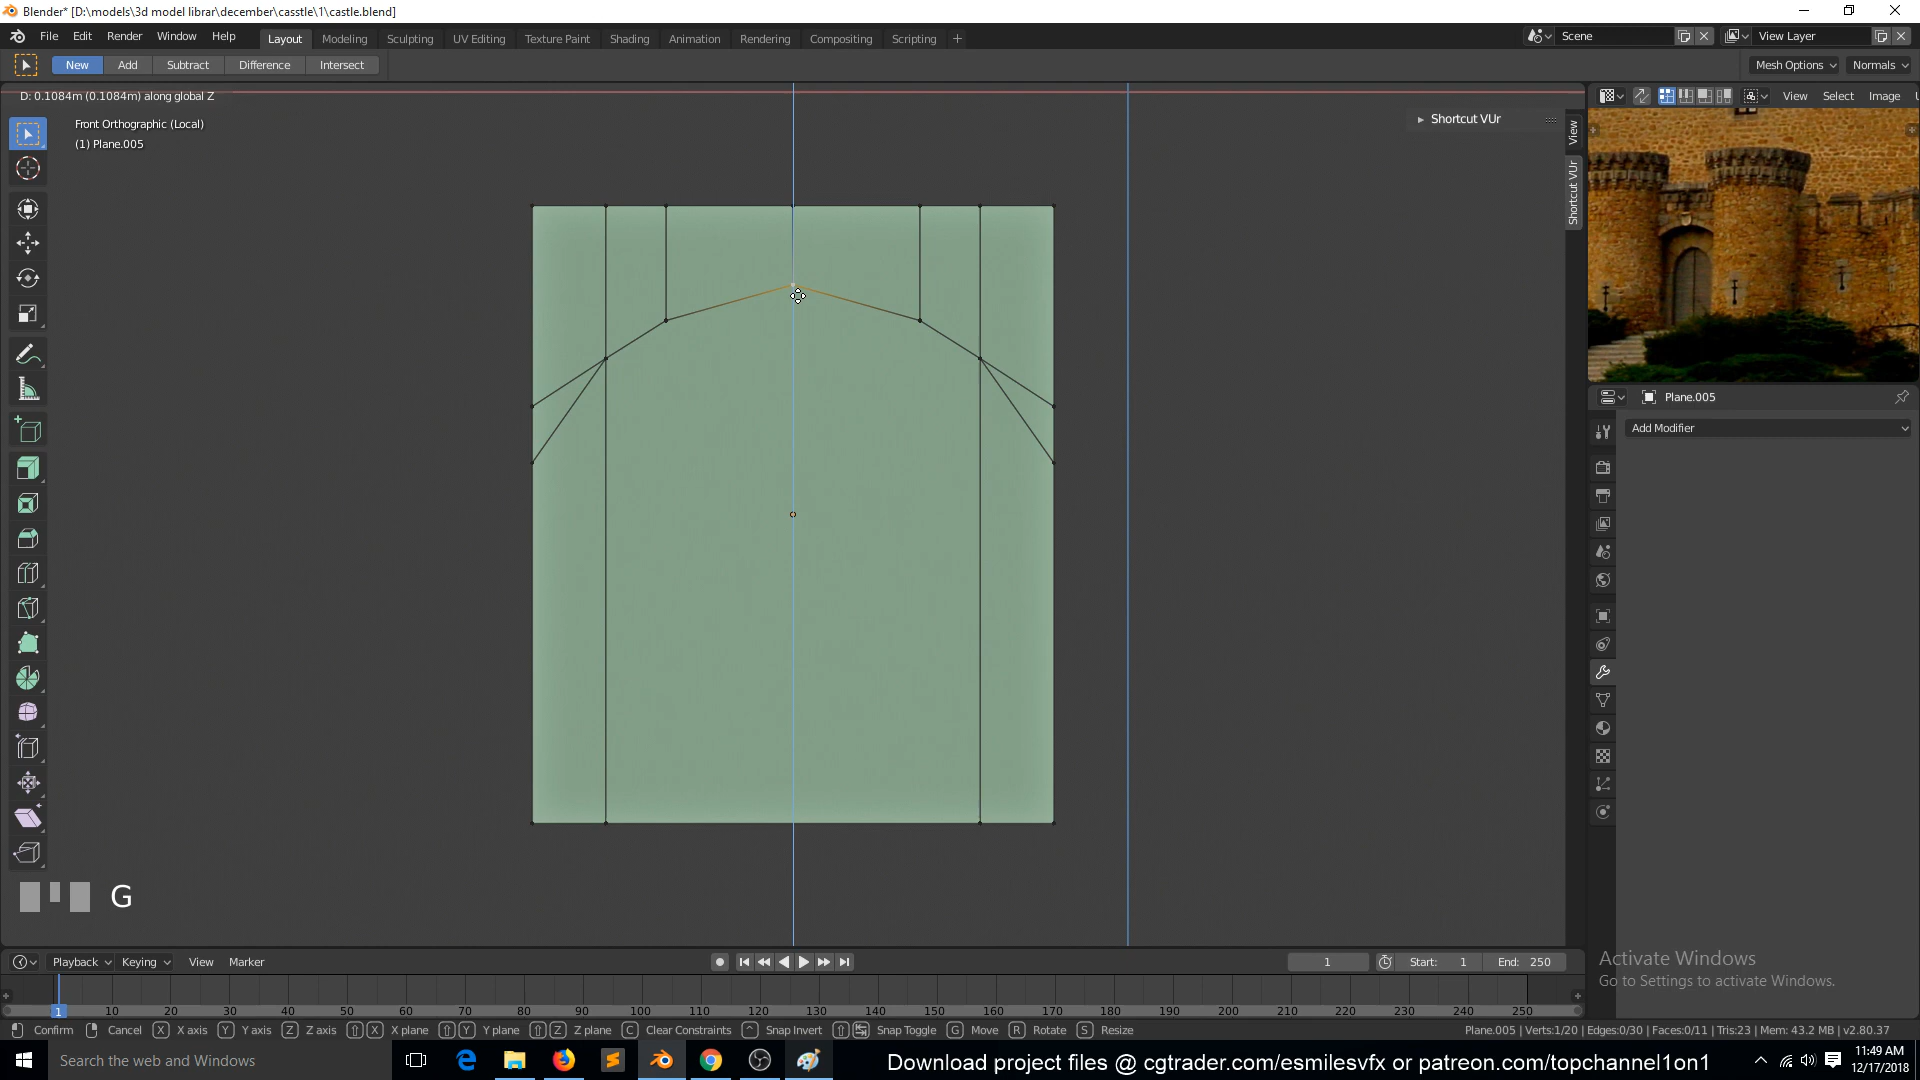 Blender* [D:\models\3d model librar\december\casstle\1\castle.blend]
File Edit Render Window Help Layout Modeling Sculpting UV Editing Texture Paint Shading Animation Rendering Compositing Scripting + Scene View Layer
New Add Subtract Difference Intersect Mesh Options Normals
D: 0.1084m (0.1084m) along global Z
View Select Image
Front Orthographic (Local)
(1) Plane.005
Shortcut VUr
View
Shortcut VUr
Plane.005
Add Modifier
G
Activate Windows
Go to Settings to activate Windows.
Playback Keying View Marker 1 Start: 1 End: 250
1 10 20 30 40 50 60 70 80 90 100 110 120 130 140 150 160 170 180 190 200 210 220 230 240 250
Confirm Cancel X X axis Y Y axis Z Z axis X X plane Y Y plane Z Z plane C Clear Constraints ^ Snap Invert Snap Toggle G Move R Rotate S Resize Plane.005 | Verts:1/20 | Edges:0/30 | Faces:0/11 | Tris:23 | Mem: 43.2 MB | v2.80.37
Search the web and Windows
Download project files @ cgtrader.com/esmilesvfx or patreon.com/topchannel1on1
11:49 AM
12/17/2018